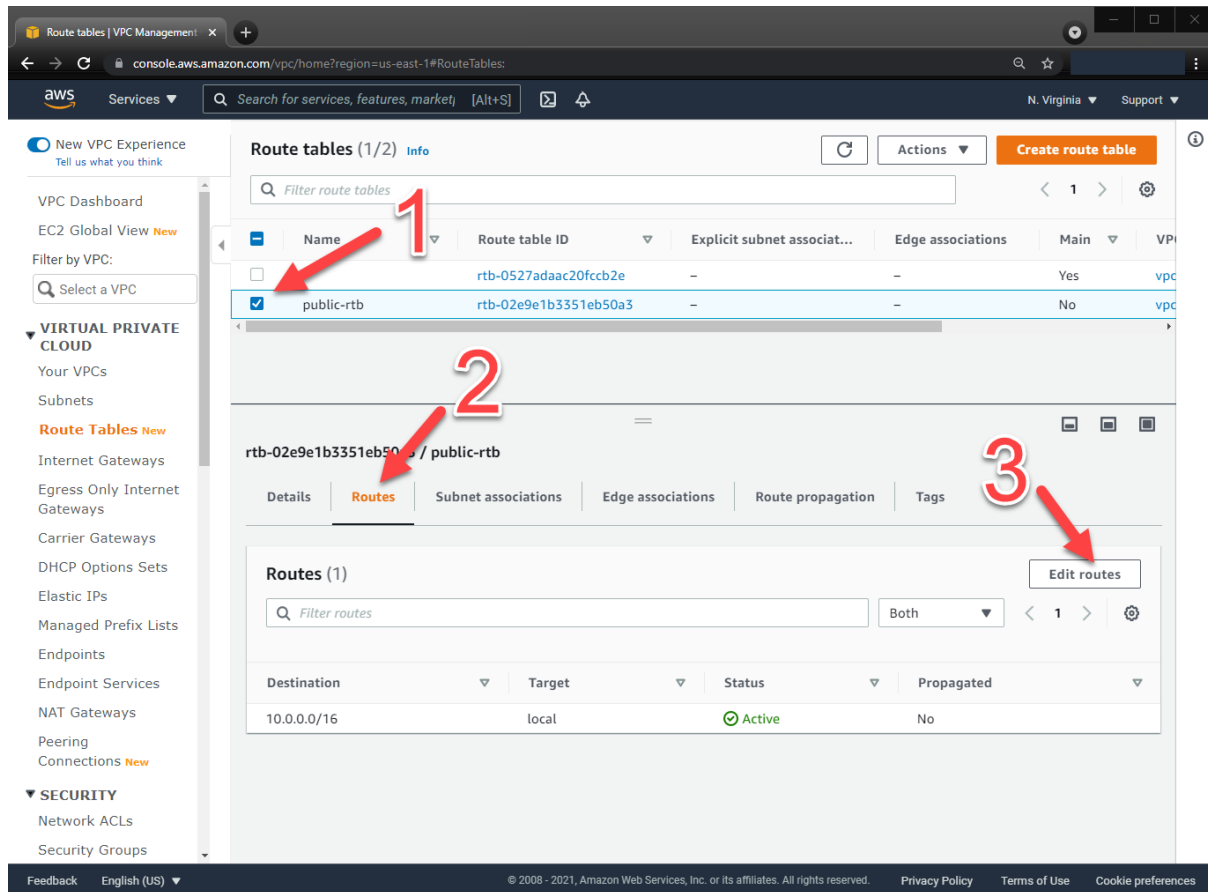 Route tables | VPC Management
console.aws.amazon.com/vpc/home?region=us-east-1#RouteTables:
aws Services Search for services, features, market [Alt+S] N. Virginia Support
New VPC Experience
Tell us what you think
VPC Dashboard
EC2 Global View New
Filter by VPC:
Select a VPC
VIRTUAL PRIVATE
CLOUD
Your VPCs
Subnets
Route Tables New
Internet Gateways
Egress Only Internet
Gateways
Carrier Gateways
DHCP Options Sets
Elastic IPs
Managed Prefix Lists
Endpoints
Endpoint Services
NAT Gateways
Peering
Connections New
SECURITY
Network ACLs
Security Groups
Route tables (1/2) Info Actions Create route table
Filter route tables 1
1
Name Route table ID Explicit subnet associat... Edge associations Main VP
rtb-0527adaac20fccb2e – – Yes vpc
public-rtb rtb-02e9e1b3351eb50a3 – – No vpc
2
rtb-02e9e1b3351eb50a3 / public-rtb
3
Details Routes Subnet associations Edge associations Route propagation Tags
Routes (1) Edit routes
Filter routes Both 1
Destination Target Status Propagated
10.0.0.0/16 local Active No
Feedback English (US) © 2008 - 2021, Amazon Web Services, Inc. or its affiliates. All rights reserved. Privacy Policy Terms of Use Cookie preferences